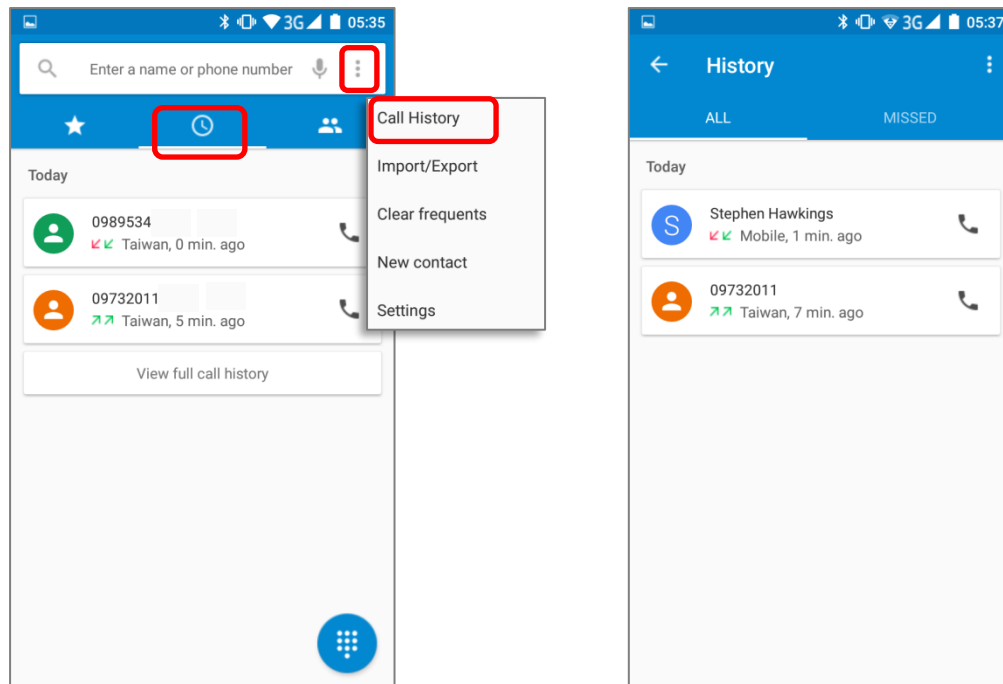 3G 05:35
Enter a name or phone number
Today
0989534
Taiwan, 0 min. ago
09732011
Taiwan, 5 min. ago
View full call history
Call History
Import/Export
Clear frequents
New contact
Settings
3G 05:37
History
ALL MISSED
Today
S
Stephen Hawkings
Mobile, 1 min. ago
09732011
Taiwan, 7 min. ago